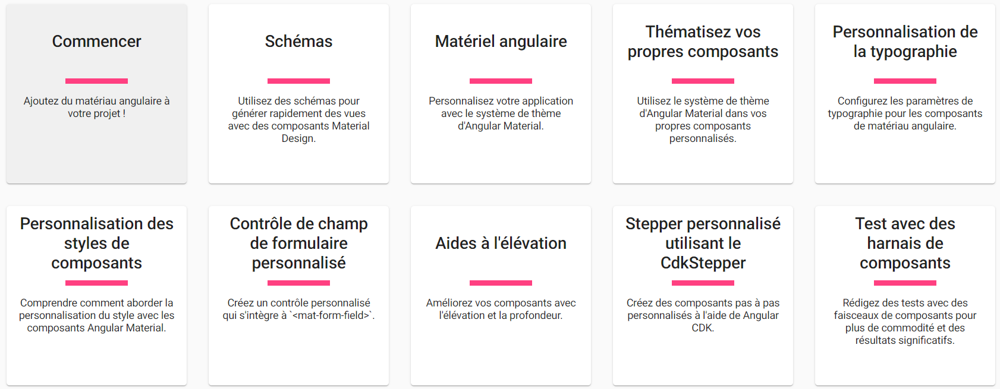 Commencer
Ajoutez du matériau angulaire à
votre projet !
Schémas
Utilisez des schémas pour
générer rapidement des vues
avec des composants Material
Design.
Matériel angulaire
Personnalisez votre application
avec le système de thème
d'Angular Material.
Thématisez vos
propres composants
Utilisez le système de thème
d'Angular Material dans vos
propres composants
personnalisés.
Personnalisation de
la typographie
Configurez les paramètres de
typographie pour les composants
de matériau angulaire.
Personnalisation des
styles de
composants
Comprendre comment aborder la
personnalisation du style avec les
composants Angular Material.
Contrôle de champ
de formulaire
personnalisé
Créez un contrôle personnalisé
qui s'intègre à `<mat-form-field>`.
Aides à l'élévation
Améliorez vos composants avec
l'élévation et la profondeur.
Stepper personnalisé
utilisant le
CdkStepper
Créez des composants pas à pas
personnalisés à l'aide de Angular
CDK.
Test avec des
harnais de
composants
Rédigez des tests avec des
faisceaux de composants pour
plus de commodité et des
résultats significatifs.